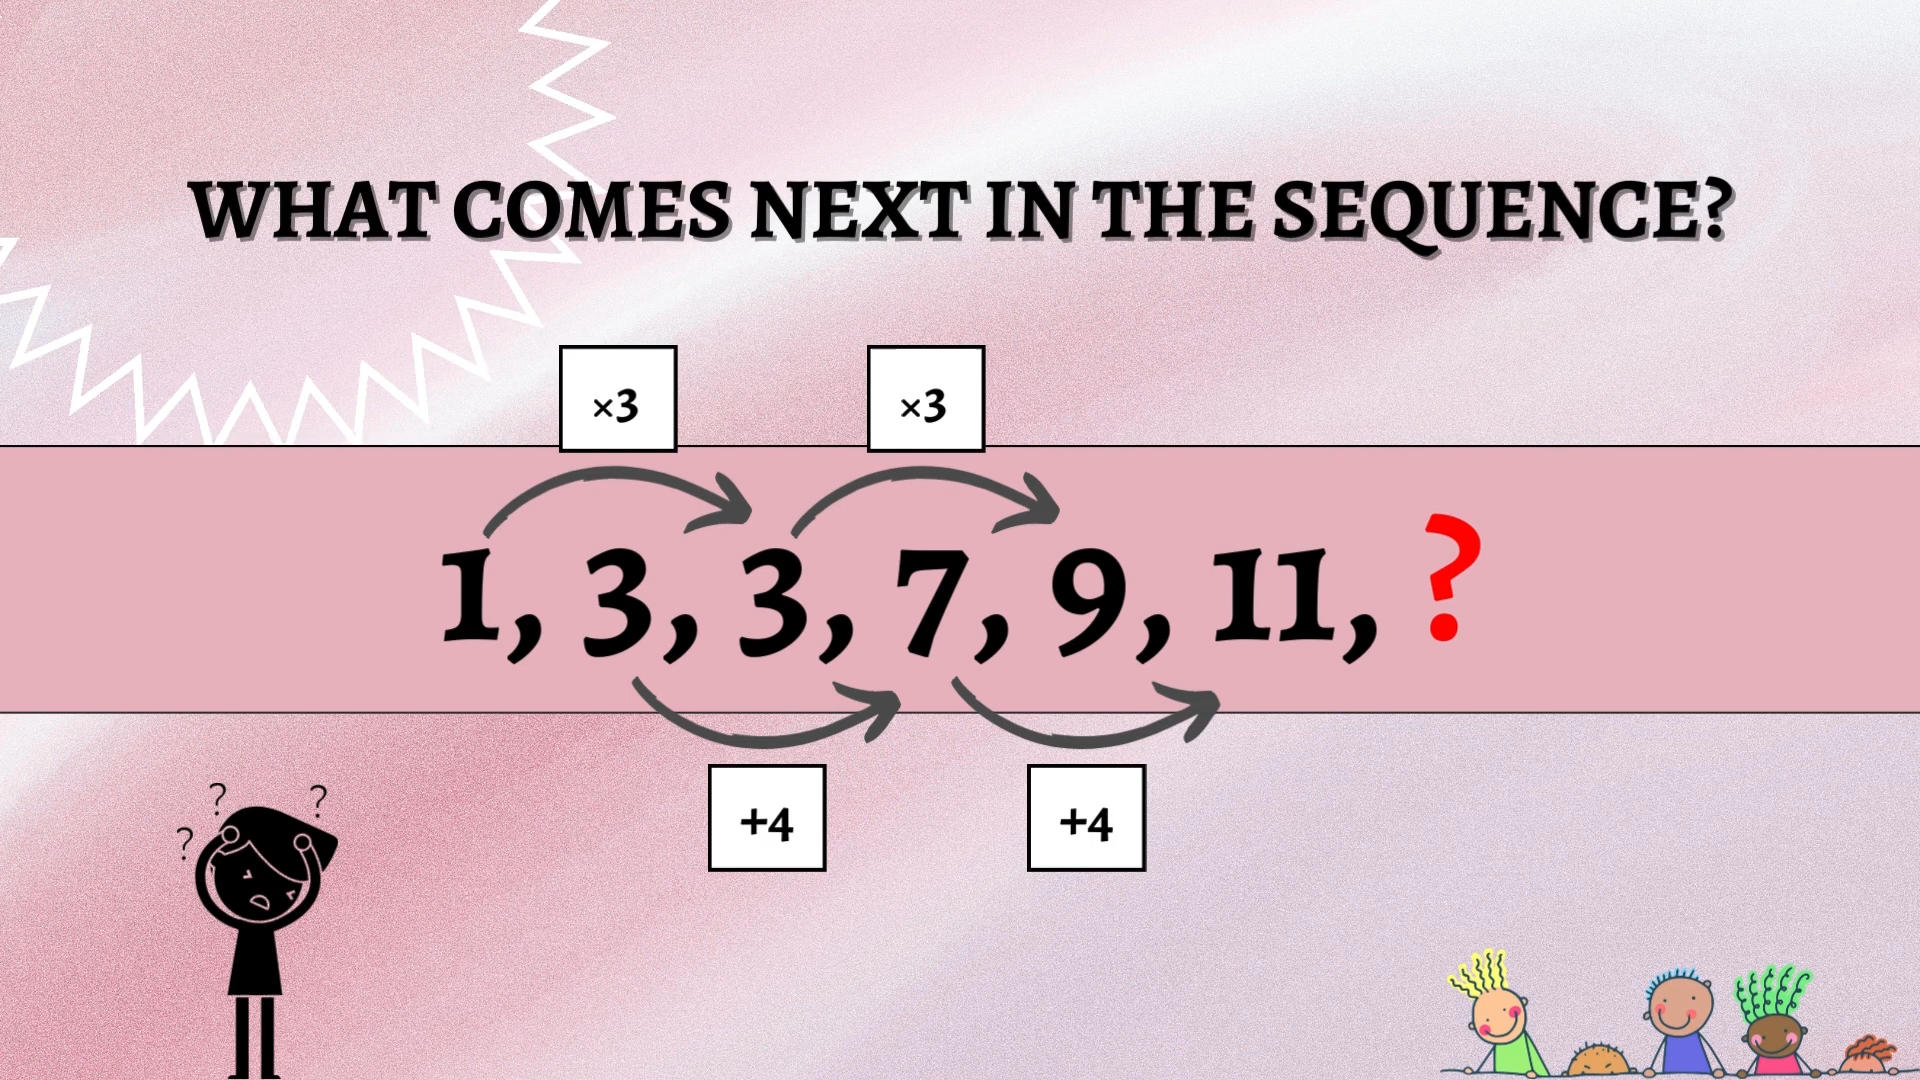 WHAT COMES NEXT IN THE SEQUENCE?
×3 ×3
1, 3, 3, 7, 9, 11, ?
+4 +4
? ? ?